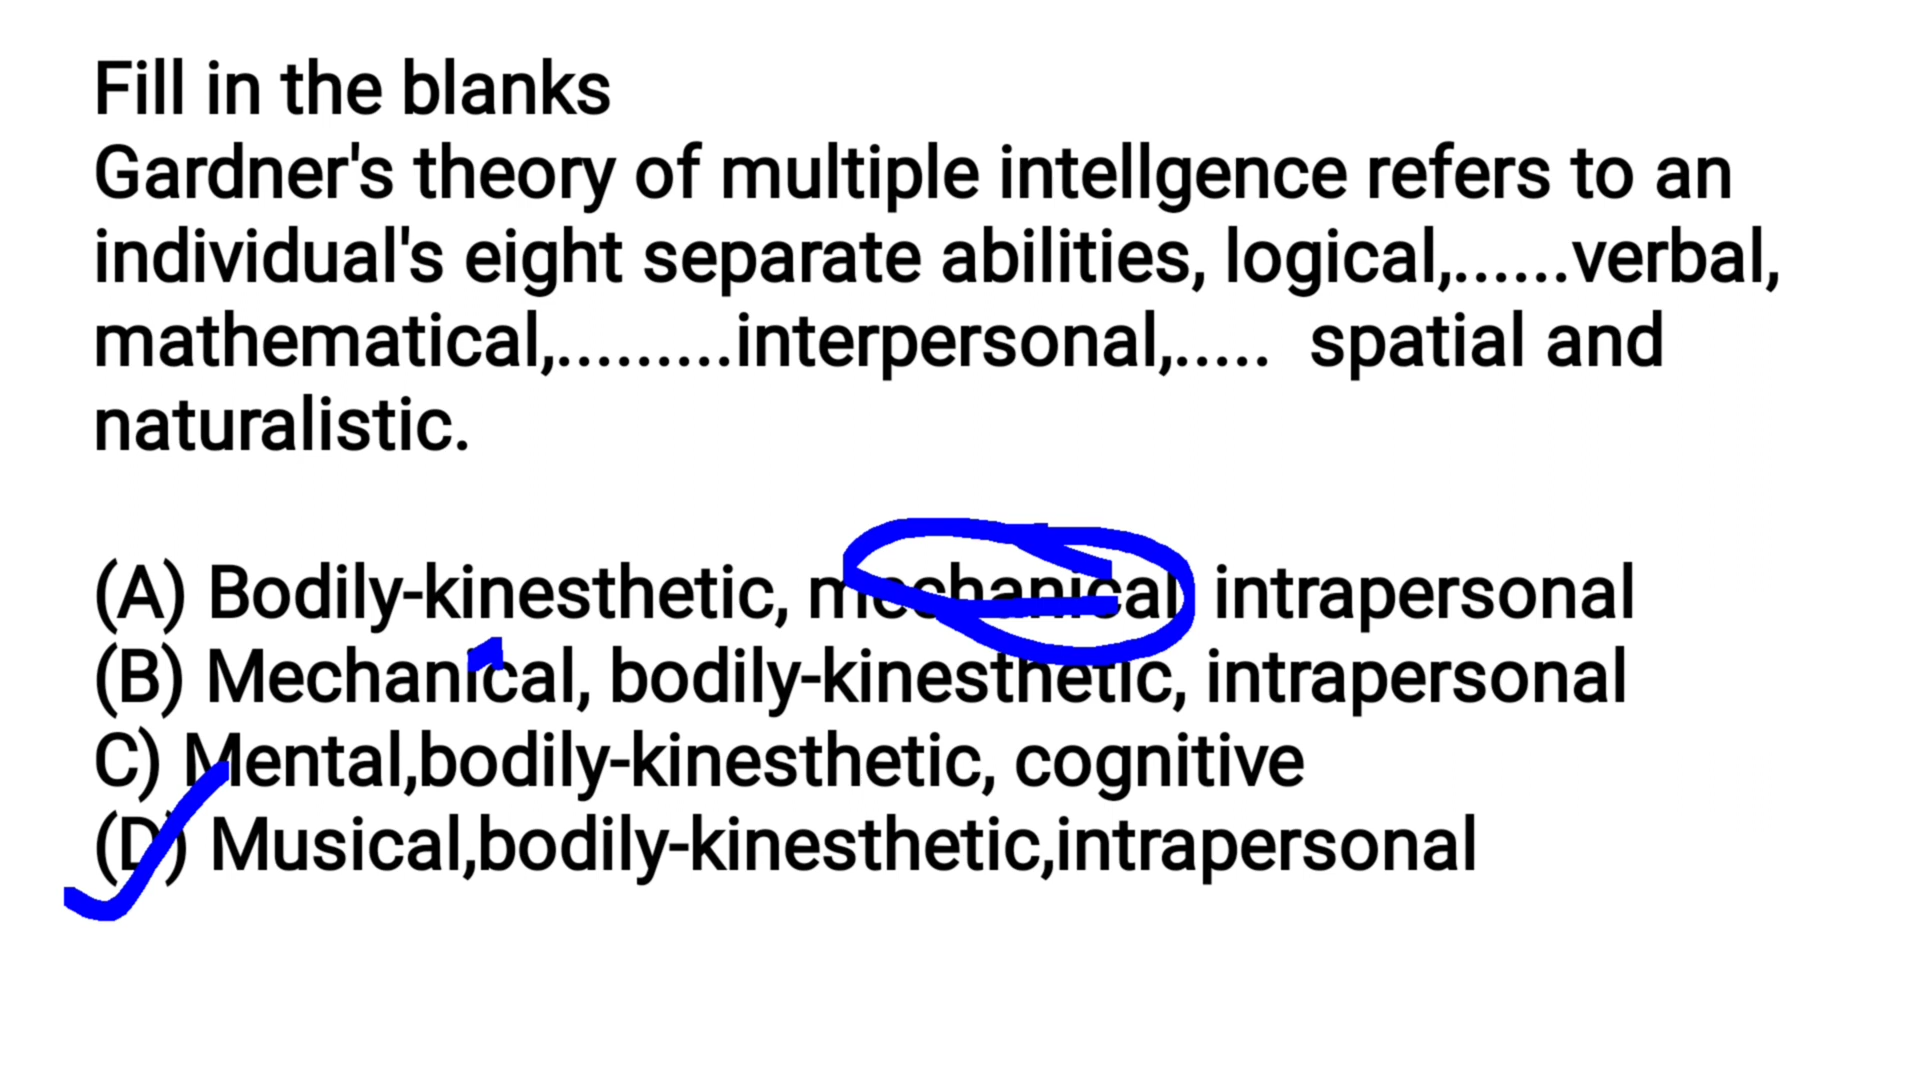 Fill in the blanks
Gardner's theory of multiple intellgence refers to an
individual's eight separate abilities, logical,......verbal,
mathematical,.........interpersonal,..... spatial and
naturalistic.
(A) Bodily-kinesthetic, mechanical, intrapersonal
(B) Mechanical, bodily-kinesthetic, intrapersonal
C) Mental,bodily-kinesthetic, cognitive
(D) Musical,bodily-kinesthetic,intrapersonal